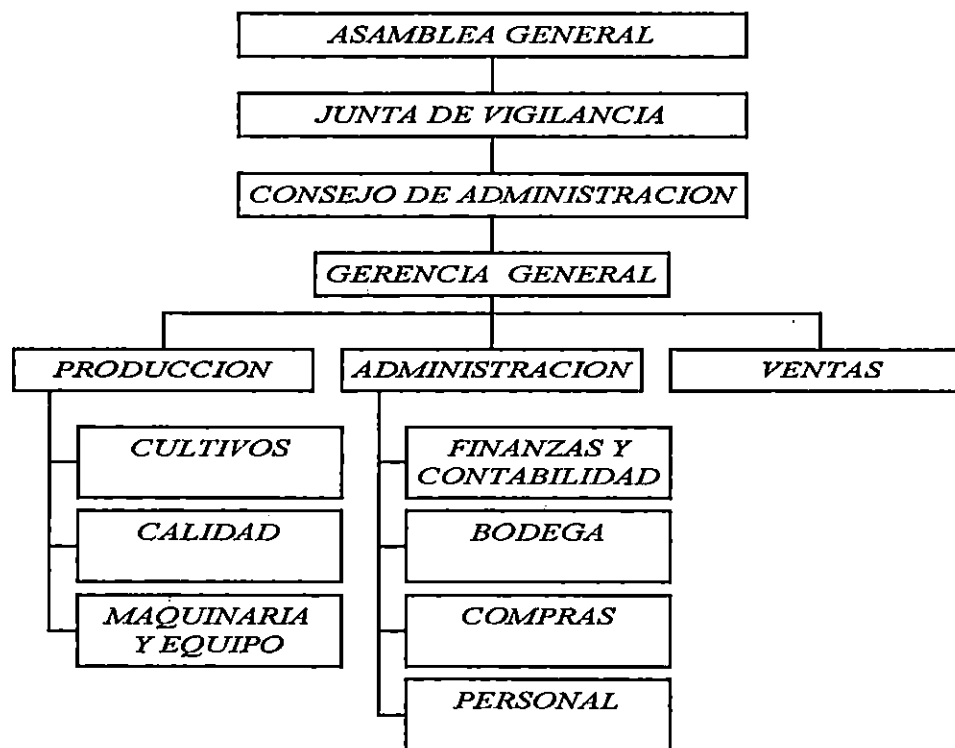 ASAMBLEA GENERAL
JUNTA DE VIGILANCIA
CONSEJO DE ADMINISTRACION
GERENCIA GENERAL
PRODUCCION
ADMINISTRACION
VENTAS
CULTIVOS
CALIDAD
MAQUINARIA
Y EQUIPO
FINANZAS Y
CONTABILIDAD
BODEGA
COMPRAS
PERSONAL